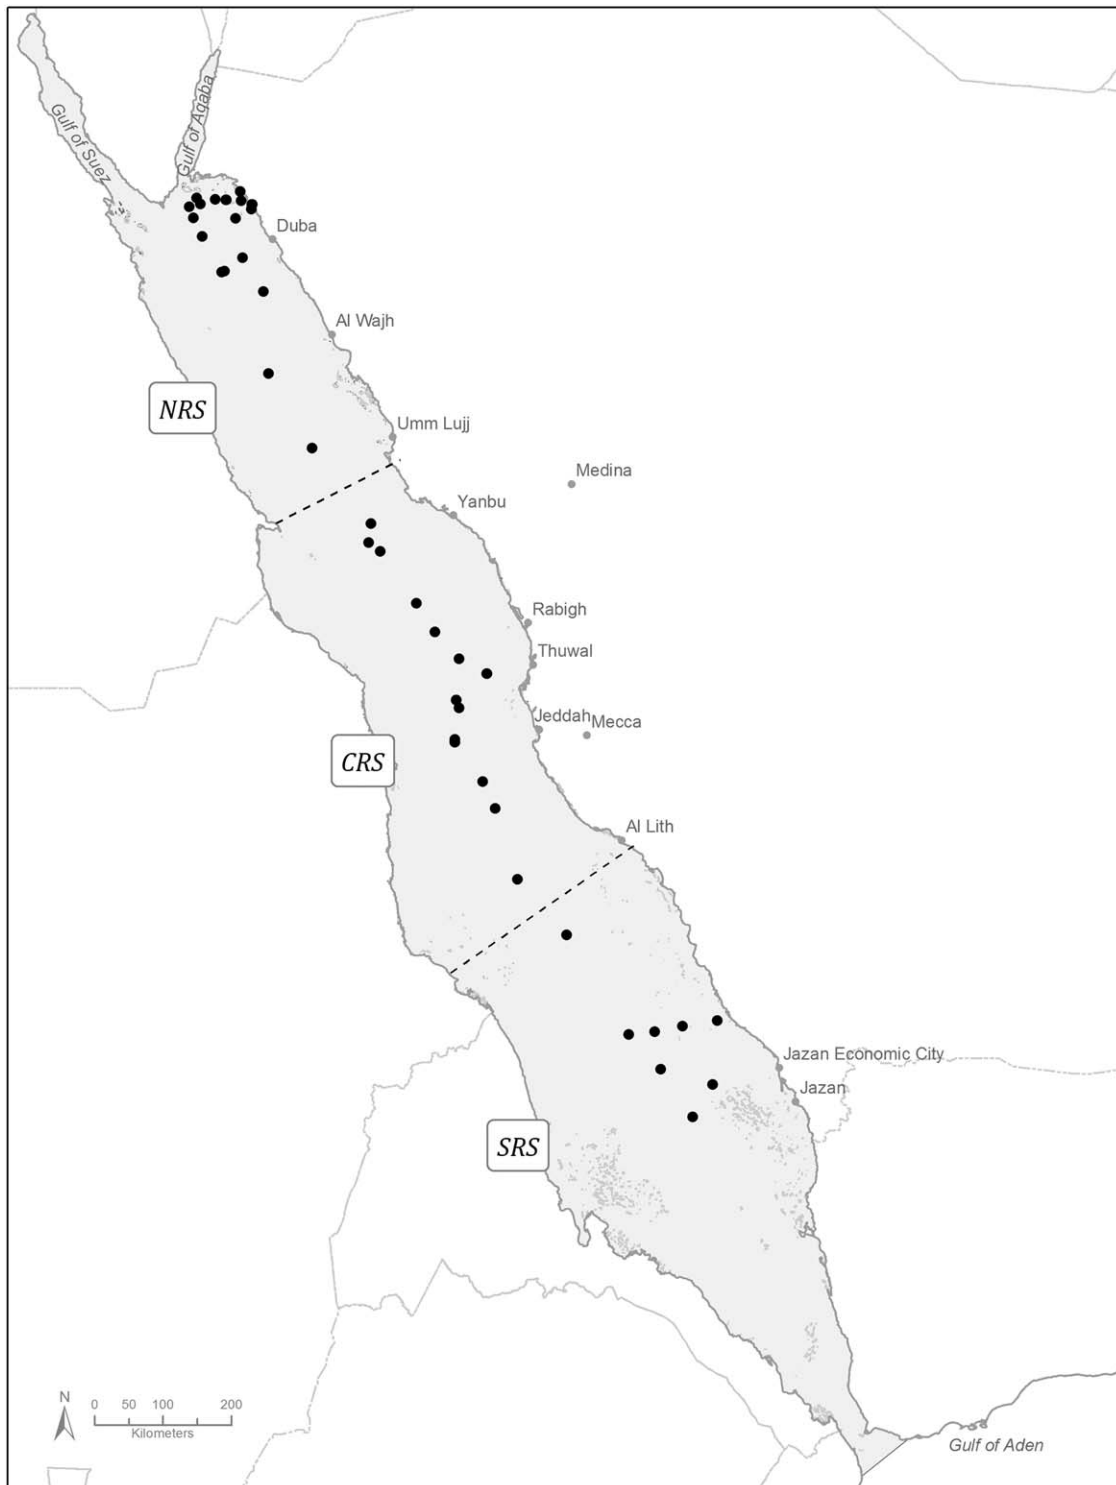 Gulf of Suez
Gulf of Aqaba
Duba
Al Wajh
NRS
Umm Lujj
Medina
Yanbu
Rabigh
Thuwal
Jeddah
Mecca
CRS
Al Lith
Jazan Economic City
Jazan
SRS
N
0 50 100 200
Kilometers
Gulf of Aden